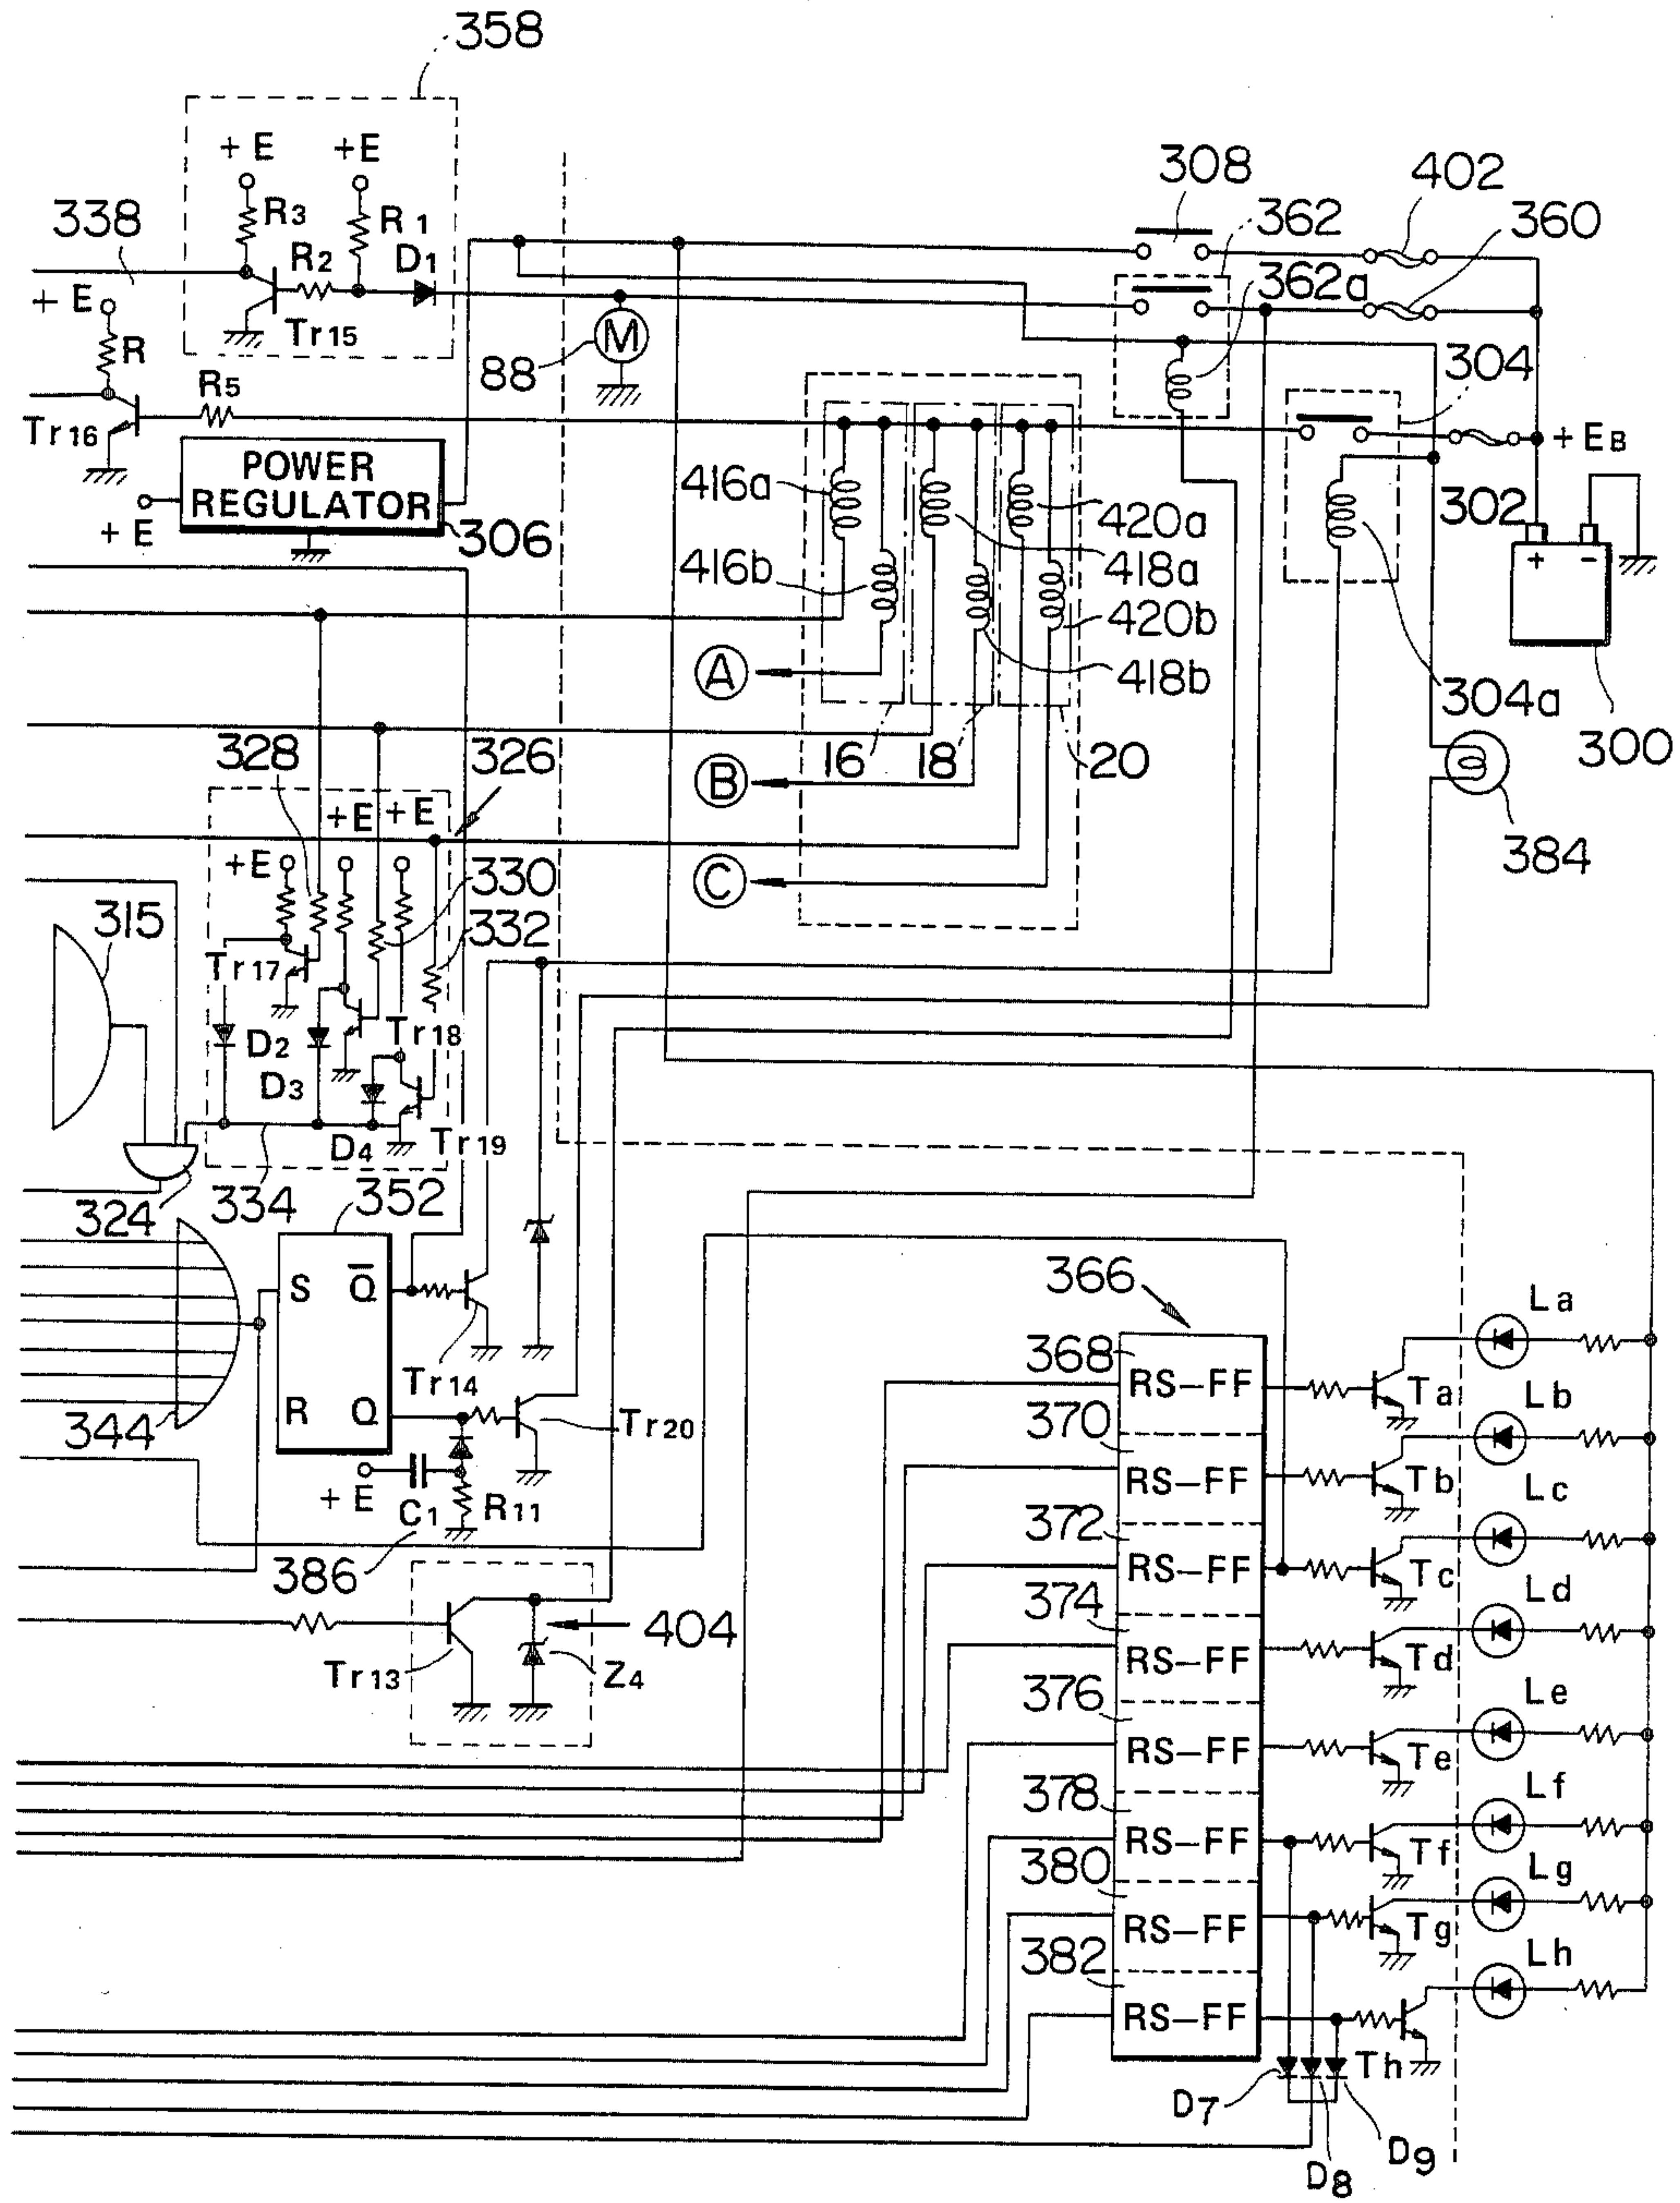 358
+ E
+E
308
402
362
360
338
R3
R1
R2
D1
362a
+ E
Tr15
M
304
R
88
R5
Tr16
+EB
POWER
REGULATOR
416a
420a
302
+ E
306
418a
+
-
416b
420b
A
418b
304a
300
328
326
16
18
20
B
+E
+E
384
+E
330
C
315
332
Tr17
D2
Tr18
D3
D4
Tr19
324
334
352
S
Q̅
366
La
368
RS-FF
Ta
Tr14
Lb
R
Q
370
344
Tr20
RS-FF
Tb
+ E
C1
R11
Lc
372
386
RS-FF
Tc
Ld
374
404
RS-FF
Td
Tr13
Z4
376
Le
RS-FF
Te
378
Lf
RS-FF
Tf
380
Lg
RS-FF
Tg
382
Lh
RS-FF
Th
D7
D9
D8